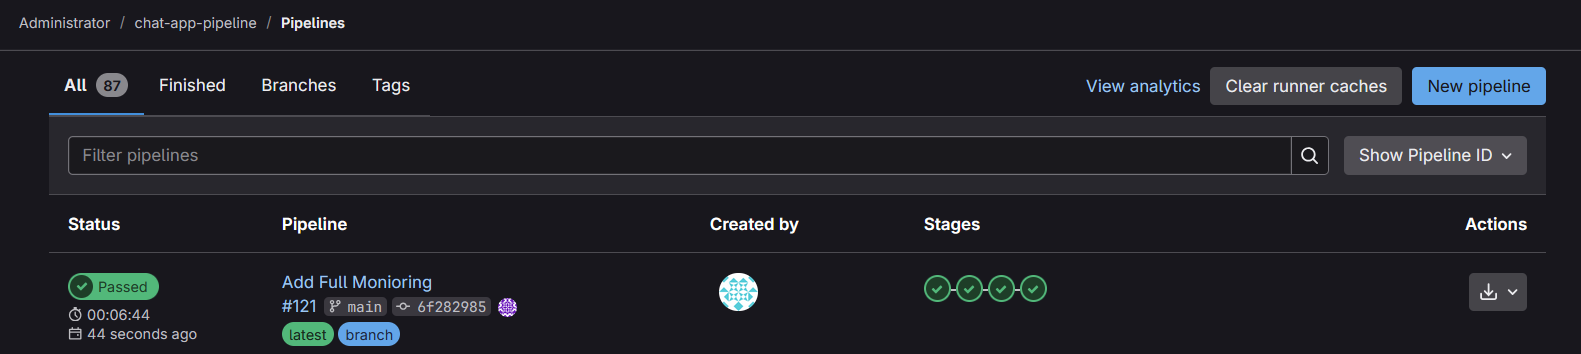 Administrator / chat-app-pipeline / Pipelines
All 87 Finished Branches Tags View analytics Clear runner caches New pipeline
Filter pipelines Show Pipeline ID
Status Pipeline Created by Stages Actions
Passed
00:06:44
44 seconds ago
Add Full Monioring
#121 main 6f282985
latest branch